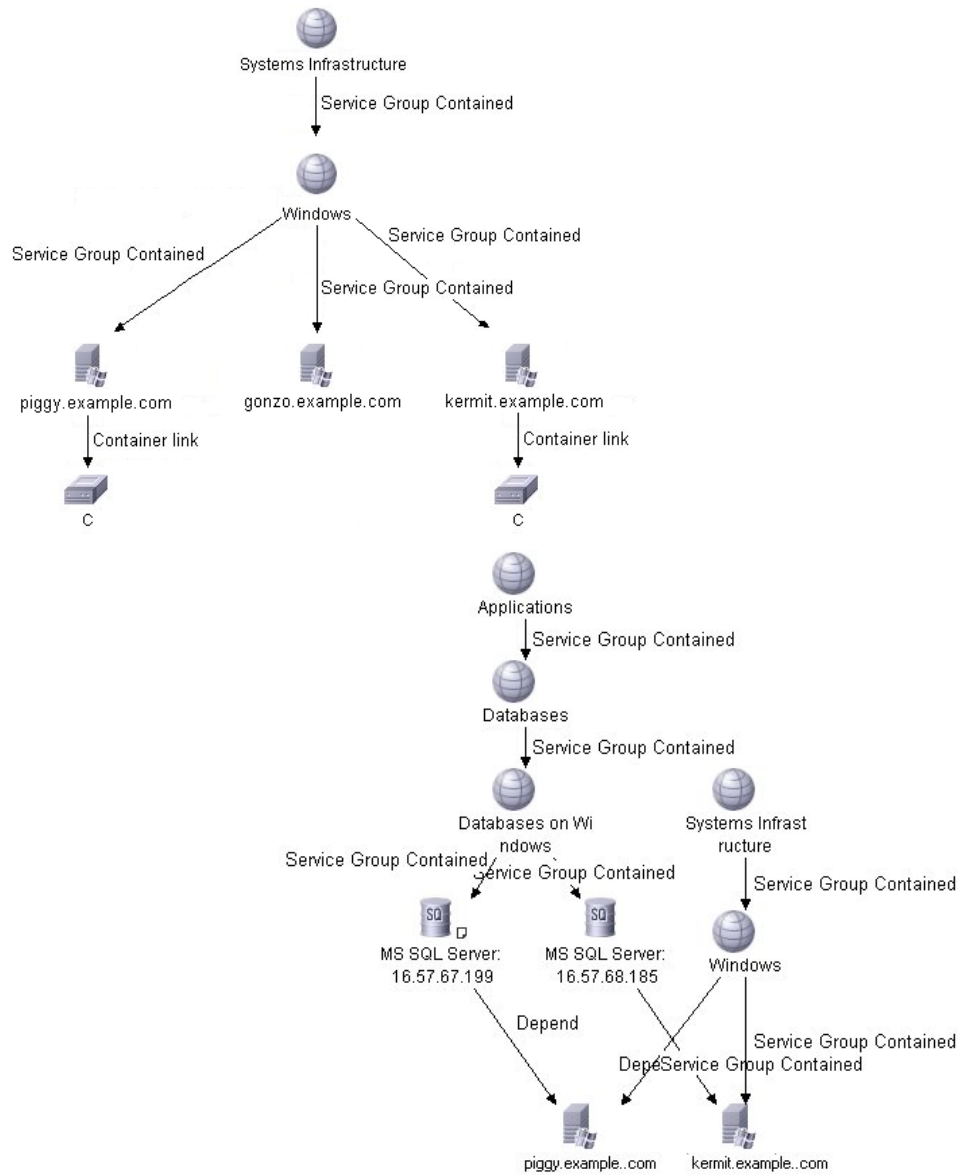 Systems Infrastructure
Service Group Contained
Windows
Service Group Contained
Service Group Contained
Service Group Contained
piggy.example.com
gonzo.example.com
kermit.example.com
Container link
Container link
C
C
Applications
Service Group Contained
Databases
Service Group Contained
Databases on Wi
ndows
Systems Infrast
ructure
Service Group Contained
Service Group Contained
Service Group Contained
SQ
SQ
MS SQL Server:
16.57.67.199
MS SQL Server:
16.57.68.185
Windows
Depend
Service Group Contained
Depe
Service Group Contained
piggy.example..com
kermit.example..com